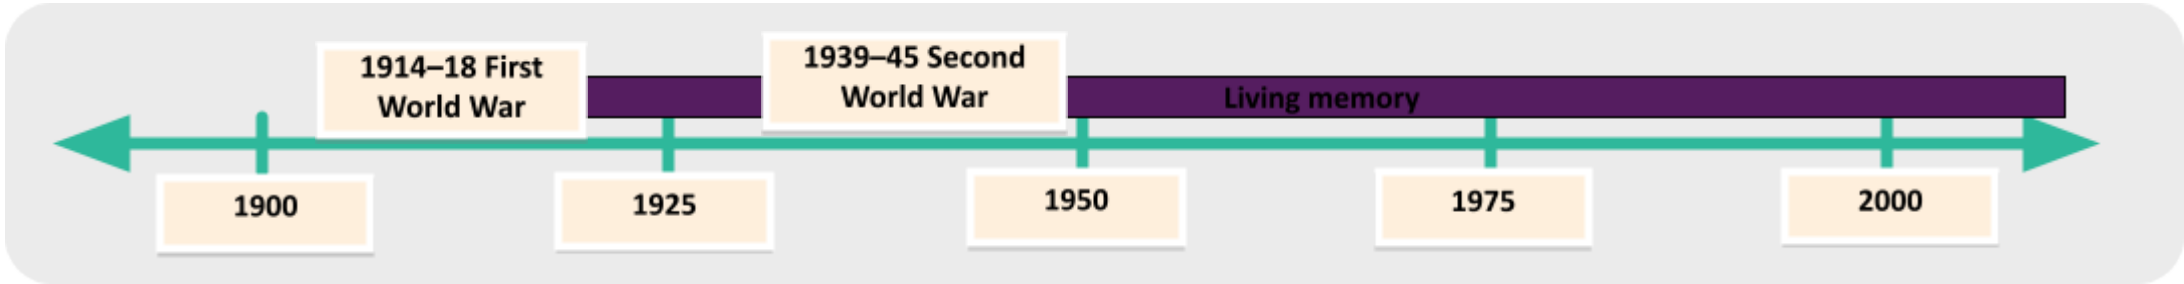 1914–18 First
World War
1939–45 Second
World War
Living memory
1900
1925
1950
1975
2000